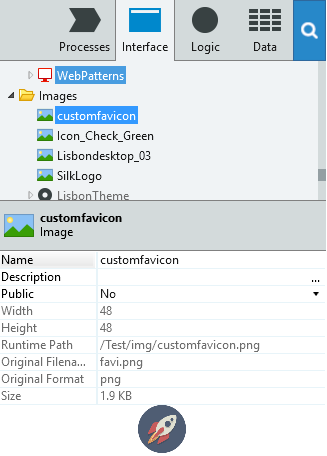 Processes Interface Logic Data
WebPatterns
Images
customfavicon
Icon_Check_Green
Lisbondesktop_03
SilkLogo
LisbonTheme
customfavicon
Image
Name customfavicon
Description ...
Public No
Width 48
Height 48
Runtime Path /Test/img/customfavicon.png
Original Filena... favi.png
Original Format png
Size 1.9 KB